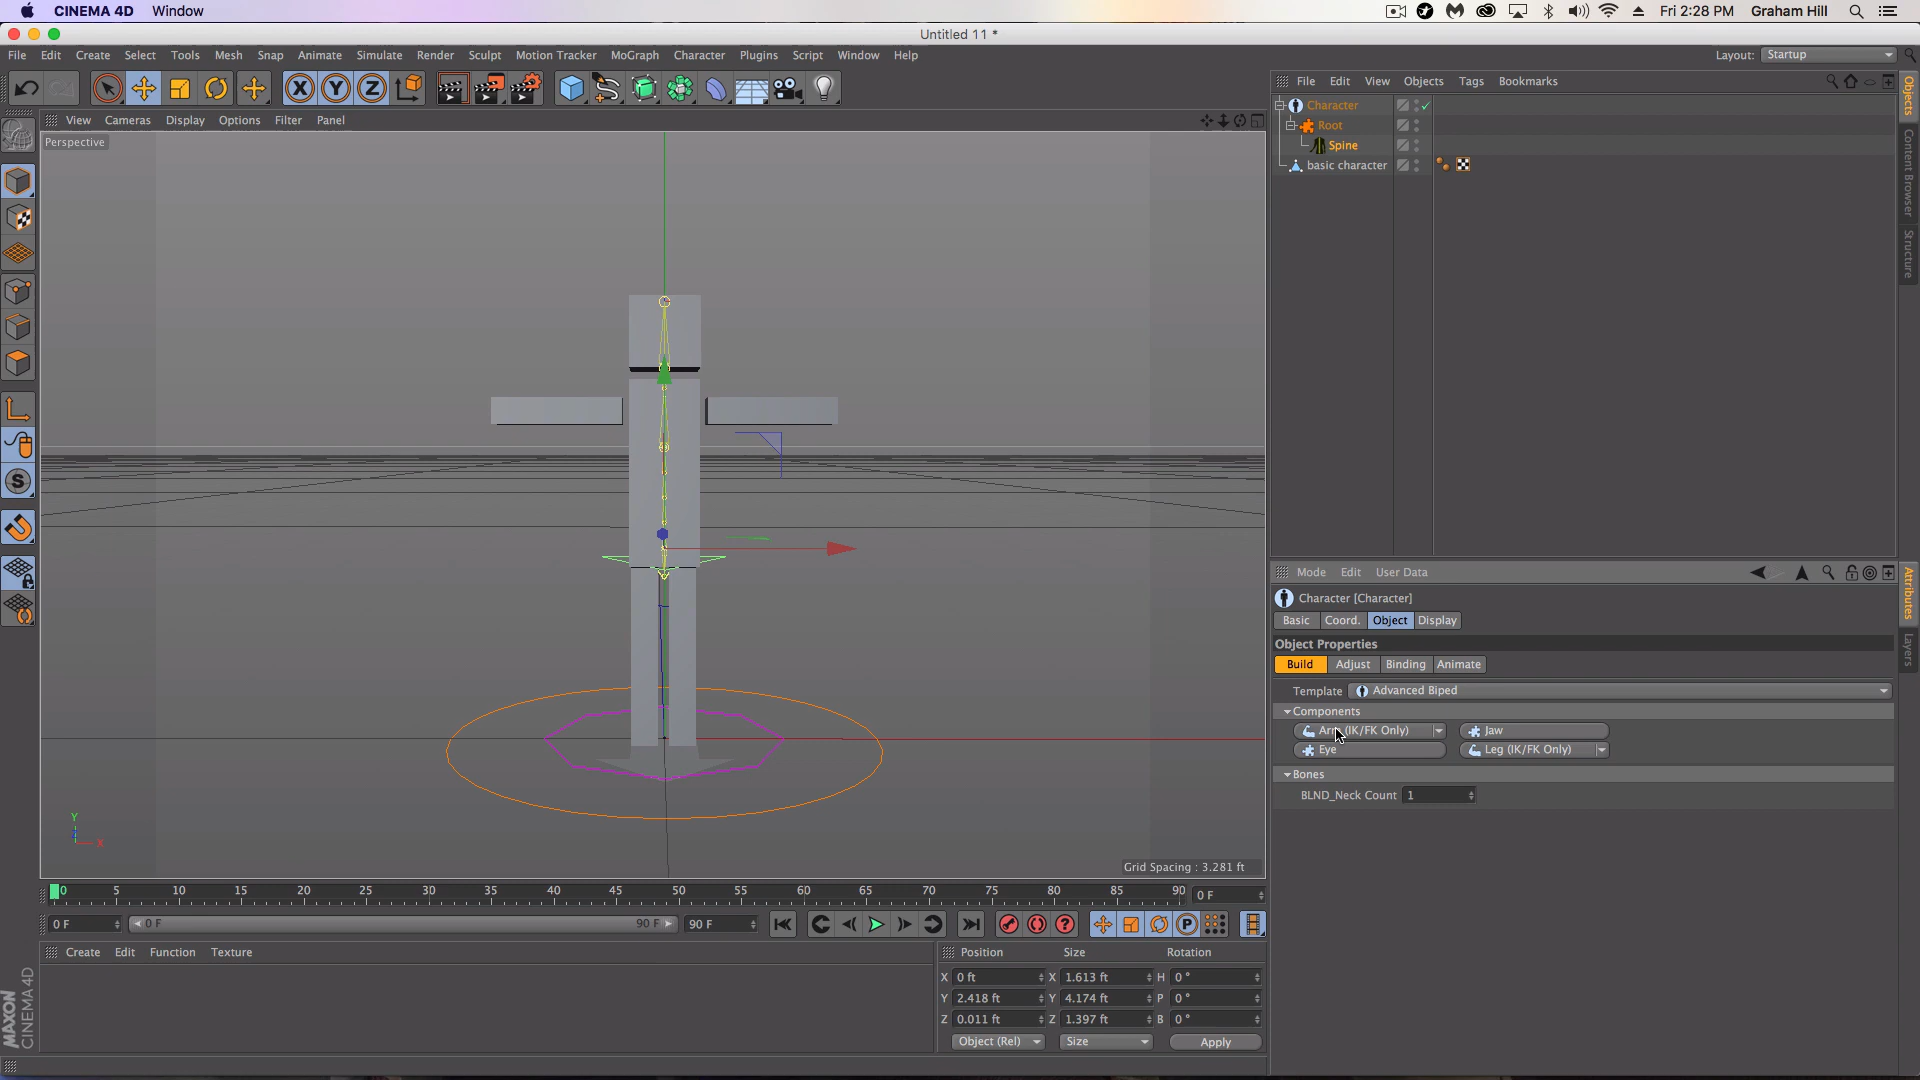 CINEMA 4D Window Fri 2:28 PM Graham Hill
Untitled 11 *
File Edit Create Select Tools Mesh Snap Animate Simulate Render Sculpt Motion Tracker MoGraph Character Plugins Script Window Help Layout: Startup
X Y Z
File Edit View Objects Tags Bookmarks
View Cameras Display Options Filter Panel
Perspective
Character
Root
Spine
basic character
Objects
Content Browser
Structure
S
Mode Edit User Data
Character [Character]
Basic Coord. Object Display
Object Properties
Build Adjust Binding Animate
Template Advanced Biped
Components
Arm (IK/FK Only) Jaw
Eye Leg (IK/FK Only)
Bones
BLND_Neck Count 1
Attributes
Layers
Y
Z
X
Grid Spacing : 3.281 ft
0 5 10 15 20 25 30 35 40 45 50 55 60 65 70 75 80 85 90 0 F
0 F 0 F 90 F 90 F ? P
Create Edit Function Texture
Position Size Rotation
X 0 ft X 1.613 ft H 0 °
Y 2.418 ft Y 4.174 ft P 0 °
Z 0.011 ft Z 1.397 ft B 0 °
Object (Rel) Size Apply
MAXON
CINEMA 4D